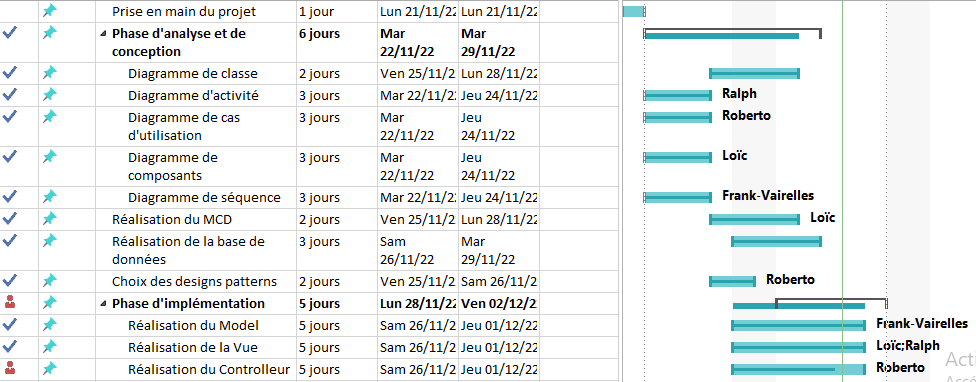 Prise en main du projet 1 jour Lun 21/11/22 Lun 21/11/22
Phase d'analyse et de conception 6 jours Mar 22/11/22 Mar 29/11/22
Diagramme de classe 2 jours Ven 25/11/2 Lun 28/11/22
Diagramme d'activité 3 jours Mar 22/11/2 Jeu 24/11/22 Ralph
Diagramme de cas d'utilisation 3 jours Mar 22/11/22 Jeu 24/11/22 Roberto
Diagramme de composants 3 jours Mar 22/11/22 Jeu 24/11/22 Loïc
Diagramme de séquence 3 jours Mar 22/11/2 Jeu 24/11/22 Frank-Vairelles
Réalisation du MCD 2 jours Ven 25/11/2 Lun 28/11/22 Loïc
Réalisation de la base de données 3 jours Sam 26/11/22 Mar 29/11/22
Choix des designs patterns 2 jours Ven 25/11/2 Sam 26/11/22 Roberto
Phase d'implémentation 5 jours Lun 28/11/22 Ven 02/12/2
Réalisation du Model 5 jours Sam 26/11/2 Jeu 01/12/22 Frank-Vairelles
Réalisation de la Vue 5 jours Sam 26/11/2 Jeu 01/12/22 Loïc;Ralph
Réalisation du Controlleur 5 jours Sam 26/11/2 Jeu 01/12/22 Roberto
Acti